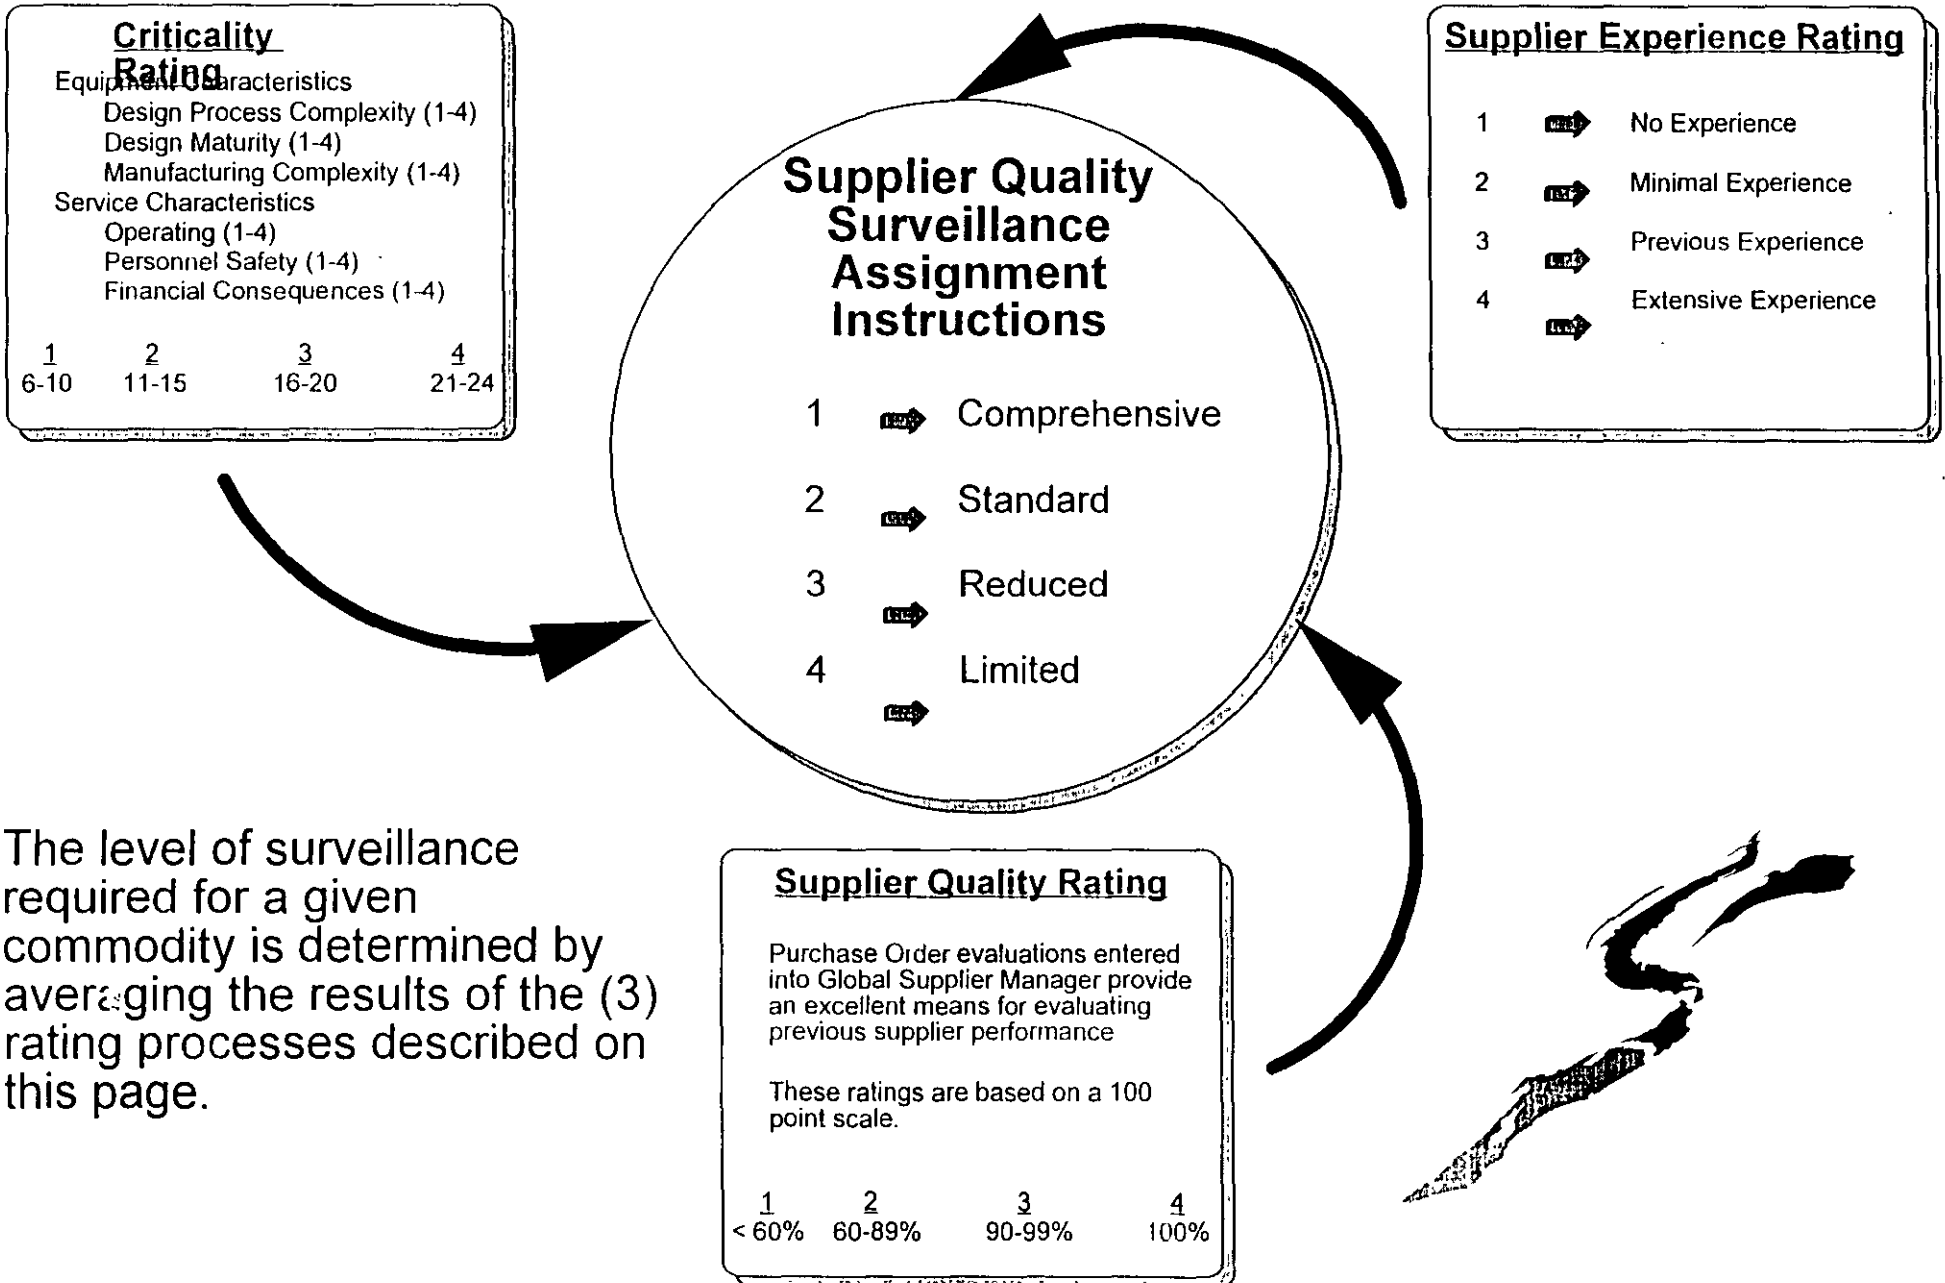 Criticality
Rating
Equipment Characteristics
Design Process Complexity (1-4)
Design Maturity (1-4)
Manufacturing Complexity (1-4)
Service Characteristics
Operating (1-4)
Personnel Safety (1-4)
Financial Consequences (1-4)
1 2 3 4
6-10 11-15 16-20 21-24
Supplier Quality
Surveillance
Assignment
Instructions
1 Comprehensive
2 Standard
3 Reduced
4 Limited
Supplier Experience Rating
1 No Experience
2 Minimal Experience
3 Previous Experience
4 Extensive Experience
The level of surveillance
required for a given
commodity is determined by
averaging the results of the (3)
rating processes described on
this page.
Supplier Quality Rating
Purchase Order evaluations entered
into Global Supplier Manager provide
an excellent means for evaluating
previous supplier performance
These ratings are based on a 100
point scale.
1 2 3 4
< 60% 60-89% 90-99% 100%